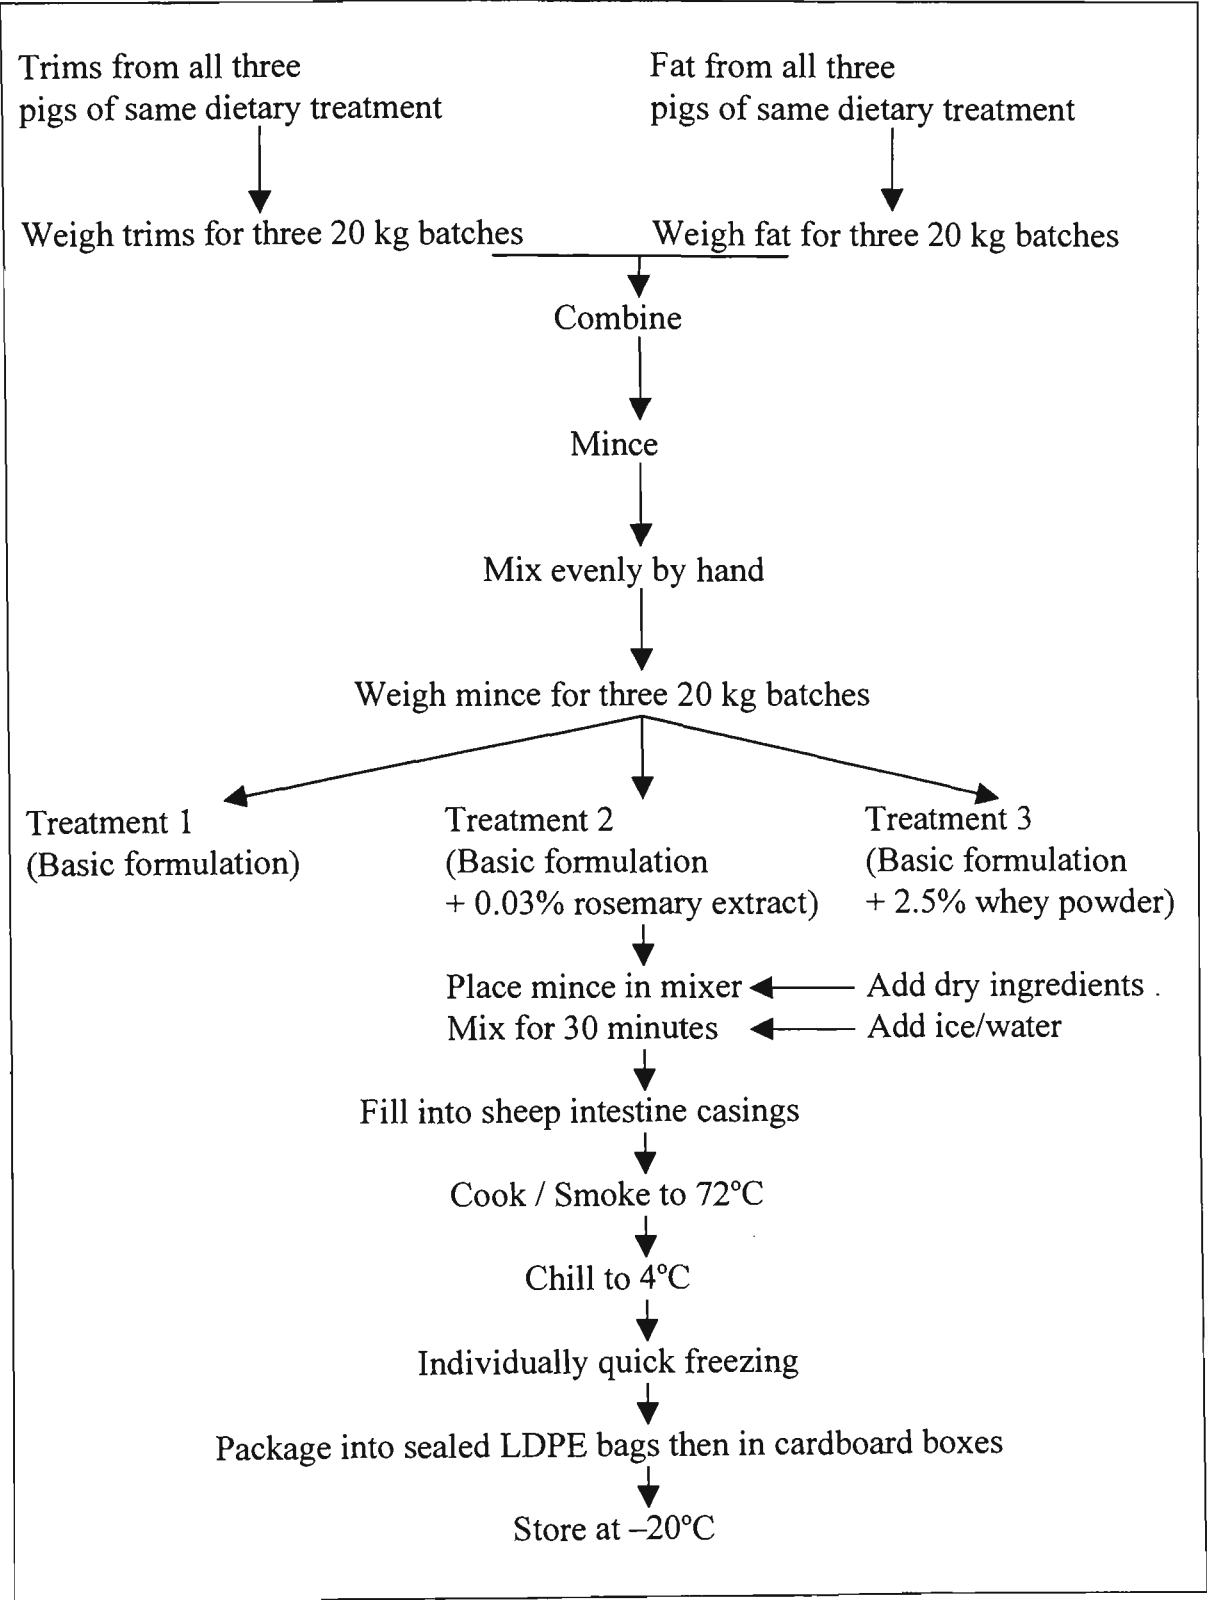 Trims from all three
pigs of same dietary treatment
Fat from all three
pigs of same dietary treatment
Weigh trims for three 20 kg batches
Weigh fat for three 20 kg batches
Combine
Mince
Mix evenly by hand
Weigh mince for three 20 kg batches
Treatment 1
(Basic formulation)
Treatment 2
(Basic formulation
+ 0.03% rosemary extract)
Treatment 3
(Basic formulation
+ 2.5% whey powder)
Place mince in mixer
Add dry ingredients .
Mix for 30 minutes
Add ice/water
Fill into sheep intestine casings
Cook / Smoke to 72°C
Chill to 4°C
Individually quick freezing
Package into sealed LDPE bags then in cardboard boxes
Store at –20°C